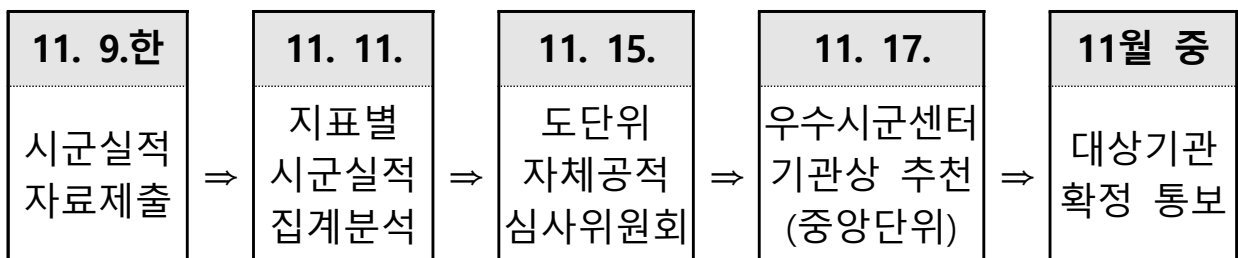 11. 9.한
시군실적
자료제출
⇒
11. 11.
지표별
시군실적
집계분석
⇒
11. 15.
도단위
자체공적
심사위원회
⇒
11. 17.
우수시군센터
기관상 추천
(중앙단위)
⇒
11월 중
대상기관
확정 통보